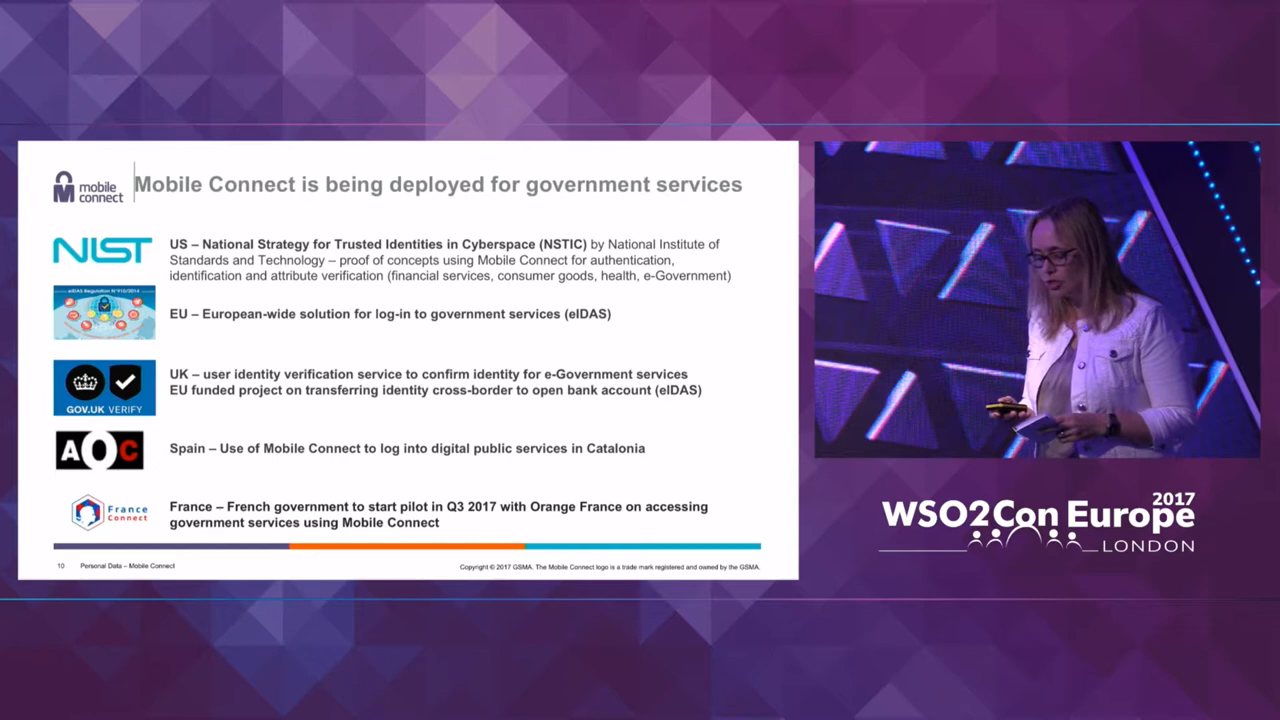 mobile
connect
Mobile Connect is being deployed for government services
NIST
US – National Strategy for Trusted Identities in Cyberspace (NSTIC) by National Institute of
Standards and Technology – proof of concepts using Mobile Connect for authentication,
identification and attribute verification (financial services, consumer goods, health, e-Government)
eIDAS Regulation N°910/2014
EU – European-wide solution for log-in to government services (eIDAS)
GOV.UK VERIFY
UK – user identity verification service to confirm identity for e-Government services
EU funded project on transferring identity cross-border to open bank account (eIDAS)
AOC
Spain – Use of Mobile Connect to log into digital public services in Catalonia
France
Connect
France – French government to start pilot in Q3 2017 with Orange France on accessing
government services using Mobile Connect
10 Personal Data – Mobile Connect
Copyright © 2017 GSMA. The Mobile Connect logo is a trade mark registered and owned by the GSMA.
2017
WSO2Con Europe
LONDON